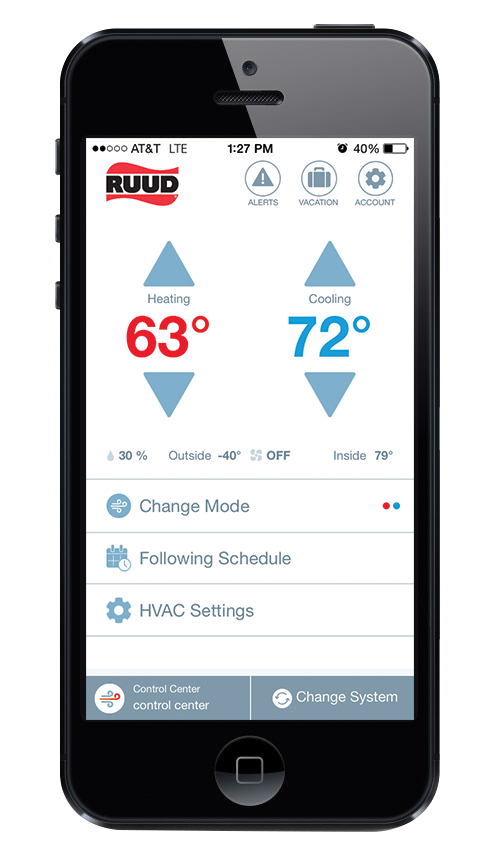 AT&T LTE 1:27 PM 40%
RUUD
ALERTS VACATION ACCOUNT
Heating Cooling
63° 72°
30 % Outside -40° OFF Inside 79°
Change Mode
Following Schedule
HVAC Settings
Control Center
control center
Change System